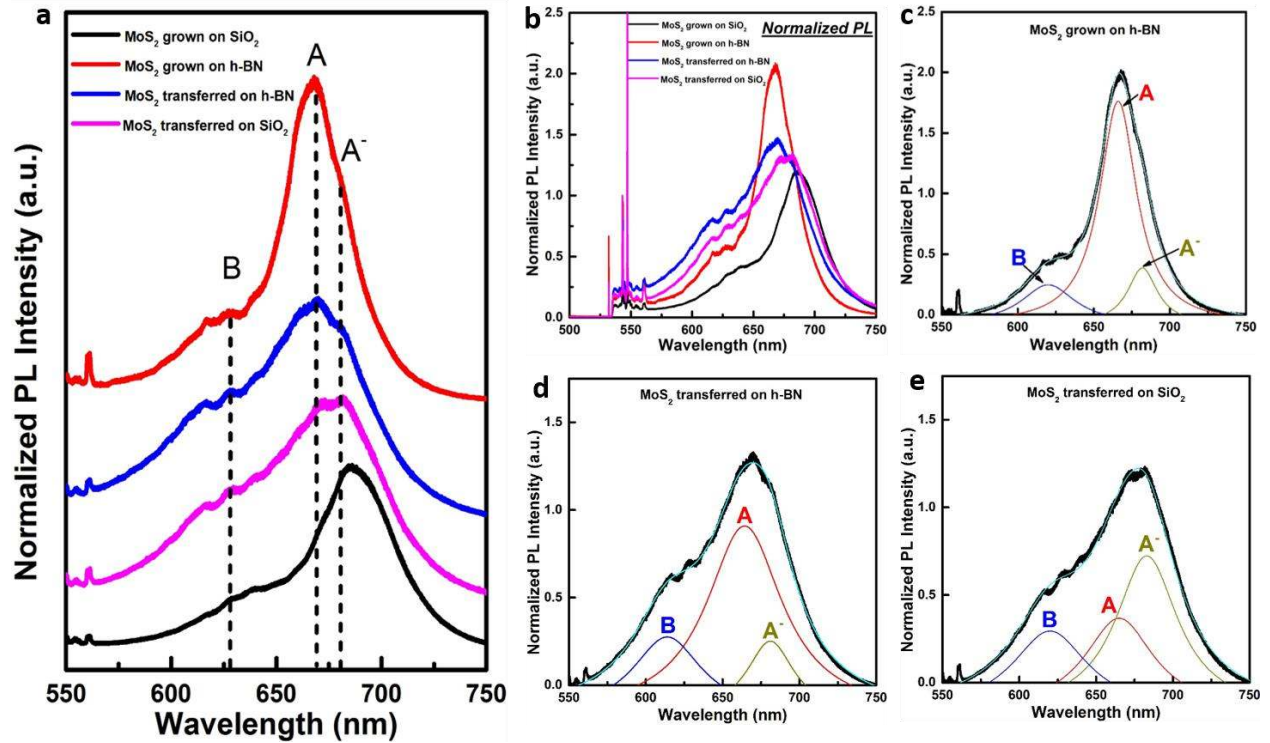 a
MoS2 grown on SiO2
MoS2 grown on h-BN
MoS2 transferred on h-BN
MoS2 transferred on SiO2
A
A-
B
Normalized PL Intensity (a.u.)
550 600 650 700 750
Wavelength (nm)
b
MoS2 grown on SiO2
MoS2 grown on h-BN
MoS2 transferred on h-BN
MoS2 transferred on SiO2
Normalized PL
Normalized PL Intensity (a.u.)
2.5
2.0
1.5
1.0
0.5
0.0
500 550 600 650 700 750
Wavelength (nm)
c
MoS2 grown on h-BN
Normalized PL Intensity (a.u.)
2.5
2.0
1.5
1.0
0.5
0.0
A
B
A-
550 600 650 700 750
Wavelength (nm)
d
MoS2 transferred on h-BN
Normalized PL Intensity (a.u.)
1.5
1.0
0.5
0.0
A
B
A-
550 600 650 700 750
Wavelength (nm)
e
MoS2 transferred on SiO2
Normalized PL Intensity (a.u.)
1.5
1.0
0.5
0.0
A-
B
A
550 600 650 700 750
Wavelength (nm)